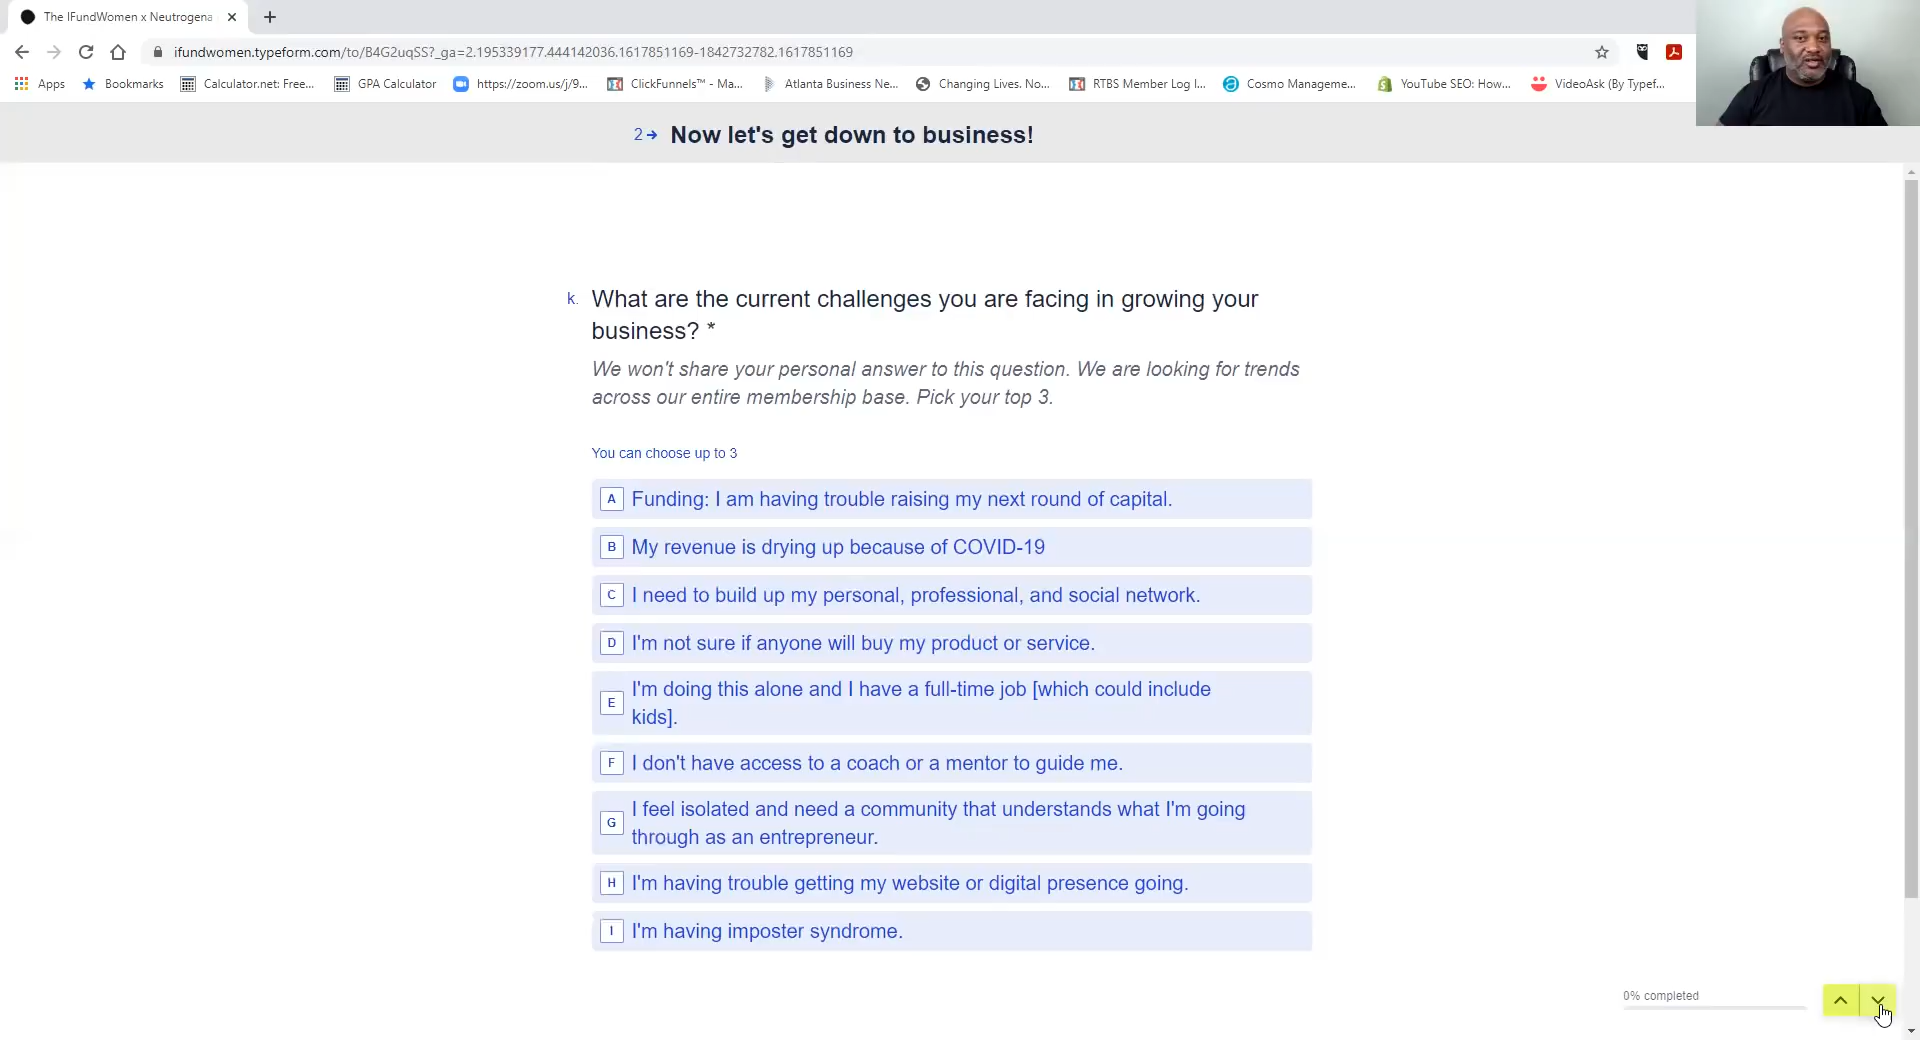 The IFundWomen x Neutrogena
ifundwomen.typeform.com/to/B4G2uqSS?_ga=2.195339177.444142036.1617851169-1842732782.1617851169
Apps Bookmarks Calculator.net: Free... GPA Calculator https://zoom.us/j/9... ClickFunnels™ - Ma... Atlanta Business Ne... Changing Lives. No... RTBS Member Log I... Cosmo Manageme... YouTube SEO: How... VideoAsk (By Typef...
2 Now let's get down to business!
k. What are the current challenges you are facing in growing your
business? *
We won't share your personal answer to this question. We are looking for trends
across our entire membership base. Pick your top 3.
You can choose up to 3
A Funding: I am having trouble raising my next round of capital.
B My revenue is drying up because of COVID-19
C I need to build up my personal, professional, and social network.
D I'm not sure if anyone will buy my product or service.
E I'm doing this alone and I have a full-time job [which could include
kids].
F I don't have access to a coach or a mentor to guide me.
G I feel isolated and need a community that understands what I'm going
through as an entrepreneur.
H I'm having trouble getting my website or digital presence going.
I I'm having imposter syndrome.
0% completed